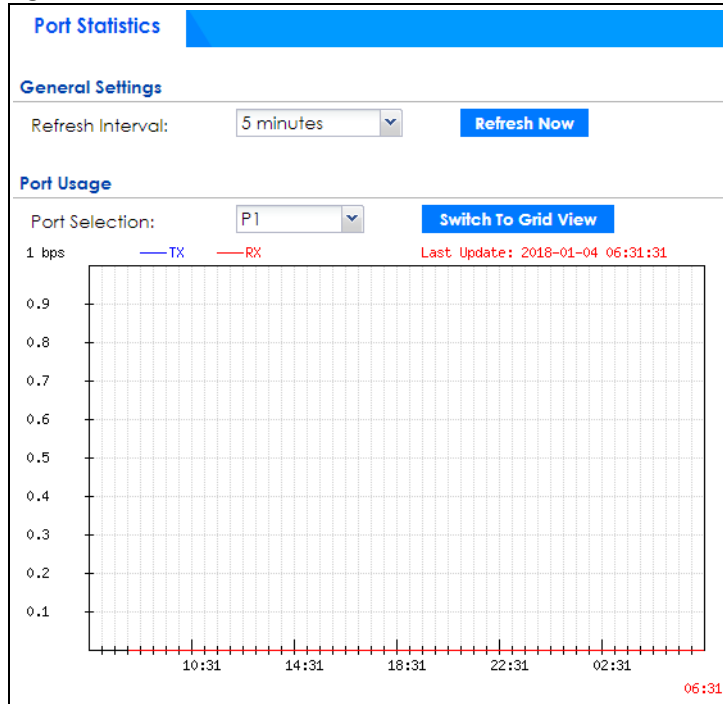 Port Statistics
General Settings
Refresh Interval: 5 minutes Refresh Now
Port Usage
Port Selection: P1 Switch To Grid View
1 bps TX RX Last Update: 2018-01-04 06:31:31
0.9
0.8
0.7
0.6
0.5
0.4
0.3
0.2
0.1
10:31 14:31 18:31 22:31 02:31
06:31